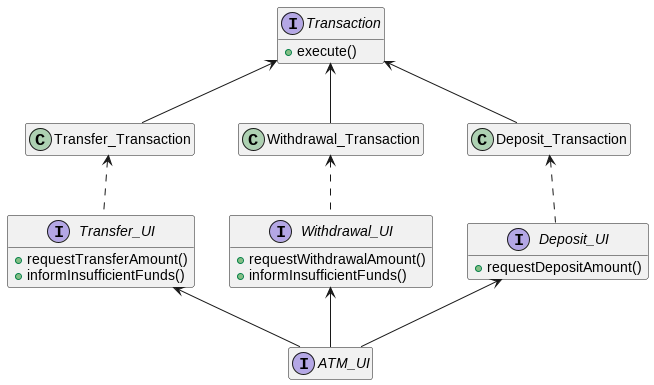 I Transaction
execute()
C Transfer_Transaction
C Withdrawal_Transaction
C Deposit_Transaction
I Transfer_UI
requestTransferAmount()
informInsufficientFunds()
I Withdrawal_UI
requestWithdrawalAmount()
informInsufficientFunds()
I Deposit_UI
requestDepositAmount()
I ATM_UI